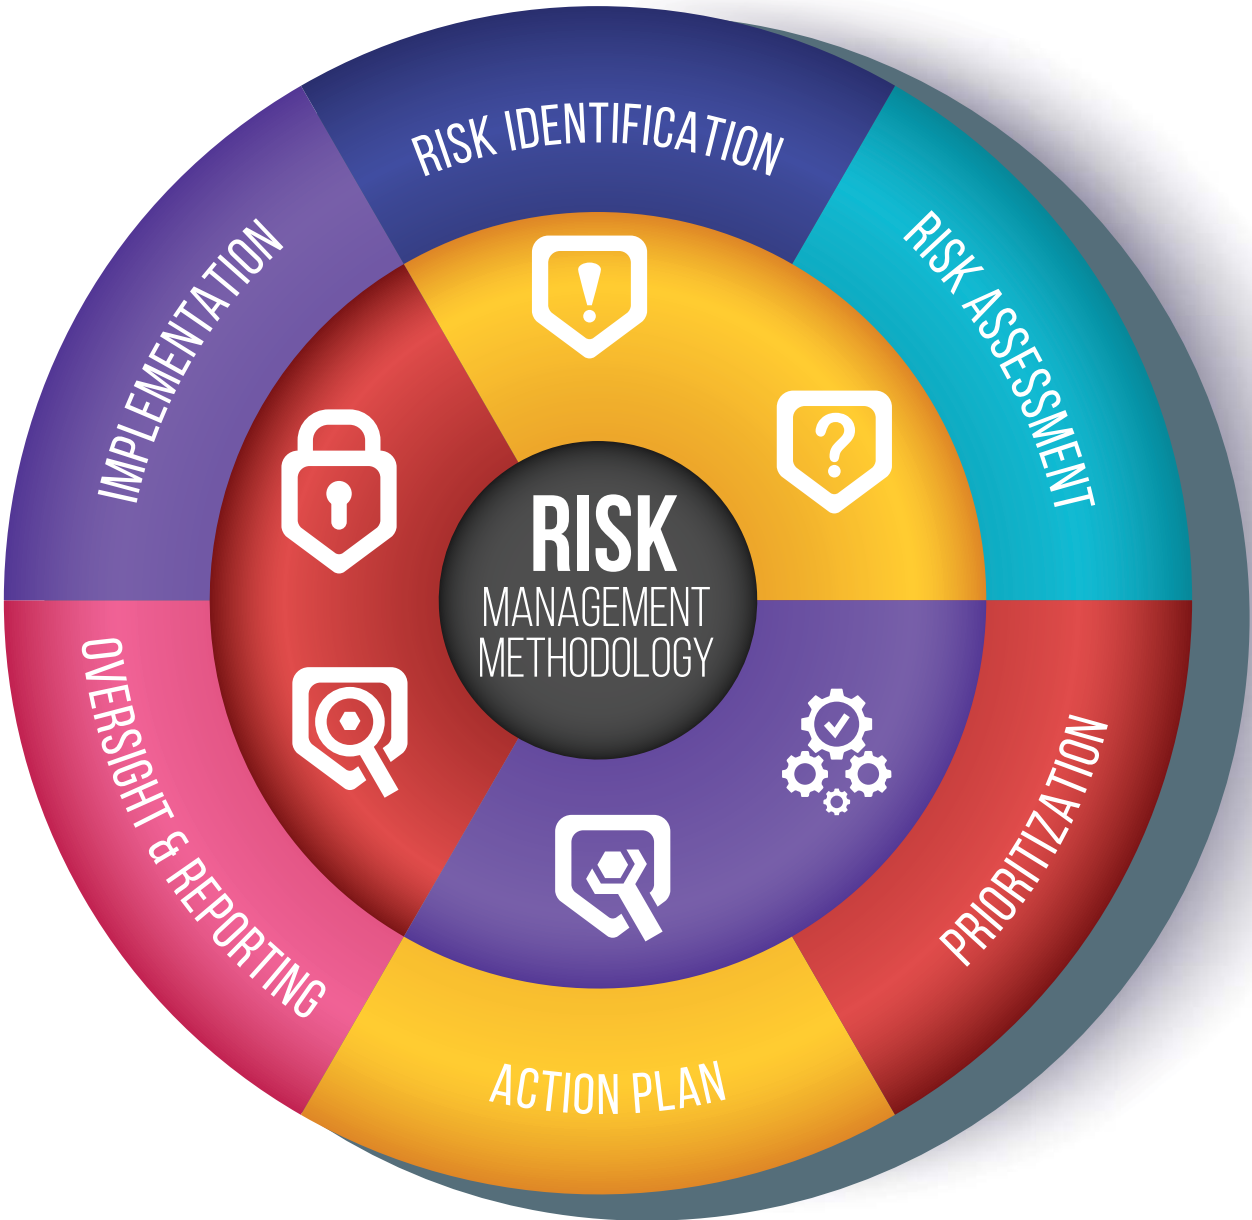 RISK IDENTIFICATION
RISK ASSESSMENT
PRIORITIZATION
ACTION PLAN
OVERSIGHT & REPORTING
IMPLEMENTATION
RISK
MANAGEMENT
METHODOLOGY